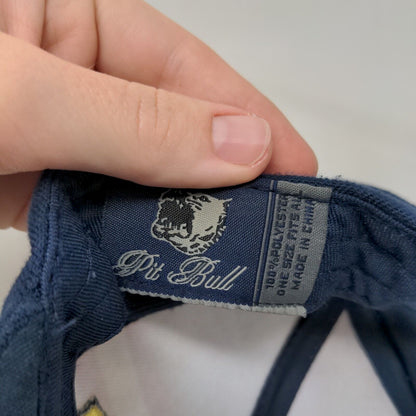 Pit Bull
100% POLYESTER
ONE SIZE FITS ALL
MADE IN CHINA